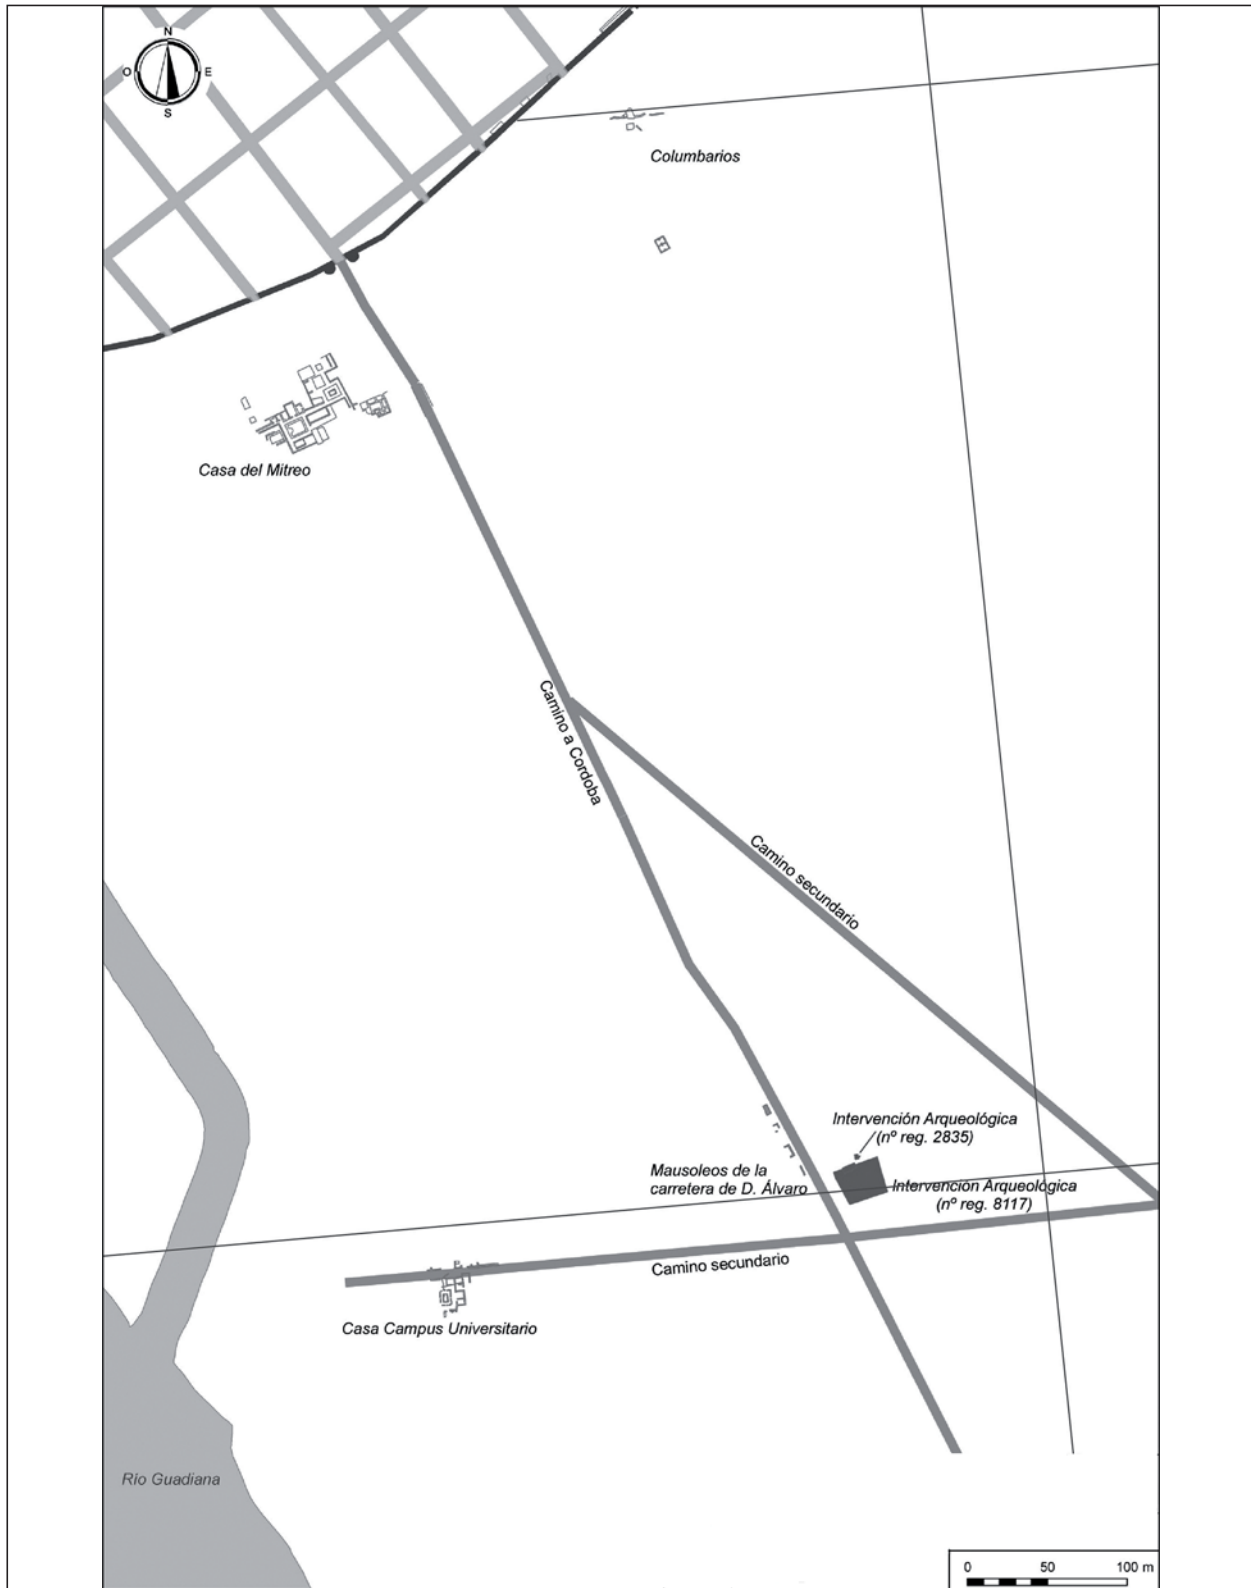 N
O E
S
Columbarios
Casa del Mitreo
Camino a Cordoba
Camino secundario
Intervención Arqueológica
(nº reg. 2835)
Mausoleos de la
carretera de D. Álvaro
Intervención Arqueológica
(nº reg. 8117)
Camino secundario
Casa Campus Universitario
Río Guadiana
0 50 100 m